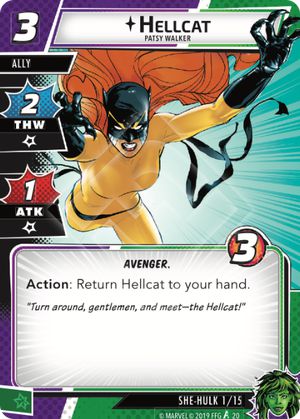 3
Hellcat
PATSY WALKER
ALLY
2
THW
1
ATK
3
AVENGER.
Action: Return Hellcat to your hand.
"Turn around, gentlemen, and meet—the Hellcat!"
SHE-HULK 1/15
© MARVEL © 2019 FFG A 20